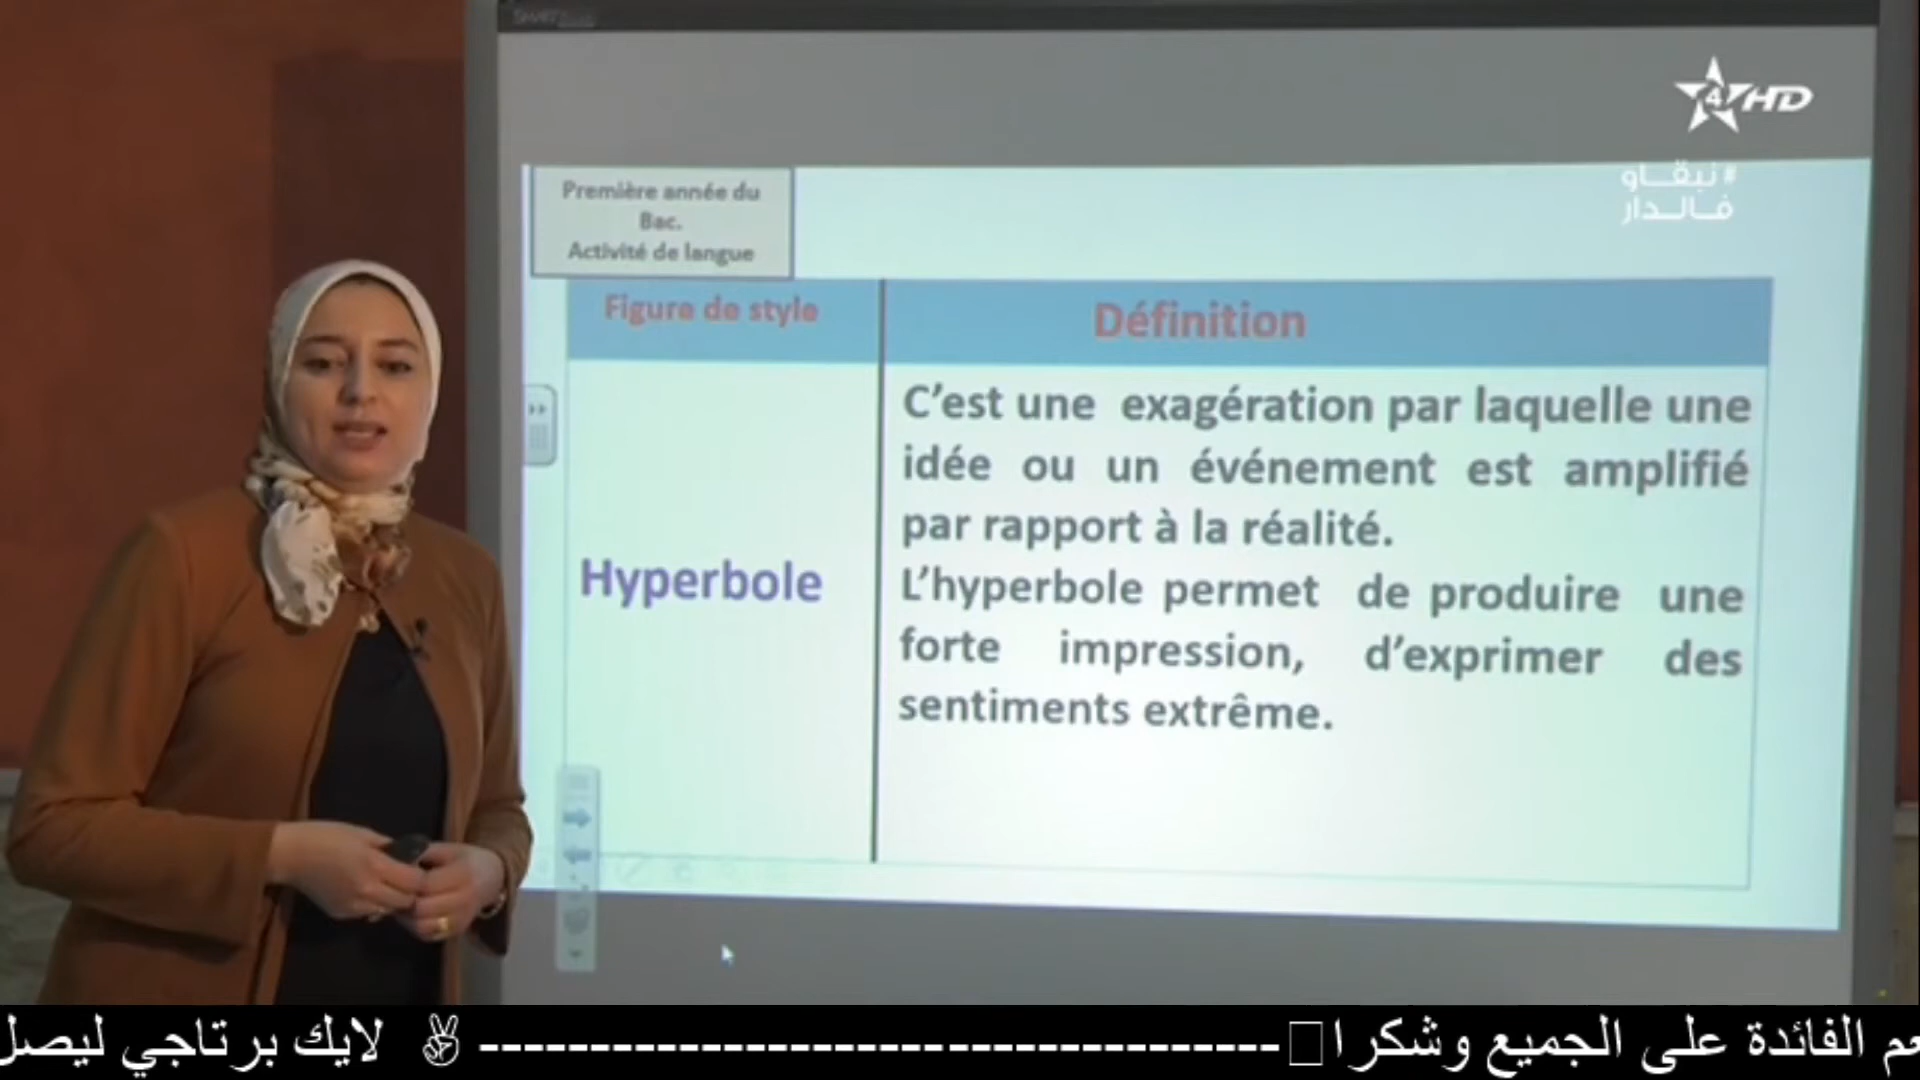 4 HD
#نبقاو
فالدار
Première année du
Bac.
Activité de langue
Figure de style
Définition
Hyperbole
C’est une exagération par laquelle une
idée ou un événement est amplifié
par rapport à la réalité.
L’hyperbole permet de produire une
forte impression, d’exprimer des
sentiments extrême.
عم الفائدة على الجميع وشكرا ------------------------------------ ✌ لايك برتاجي ليصل